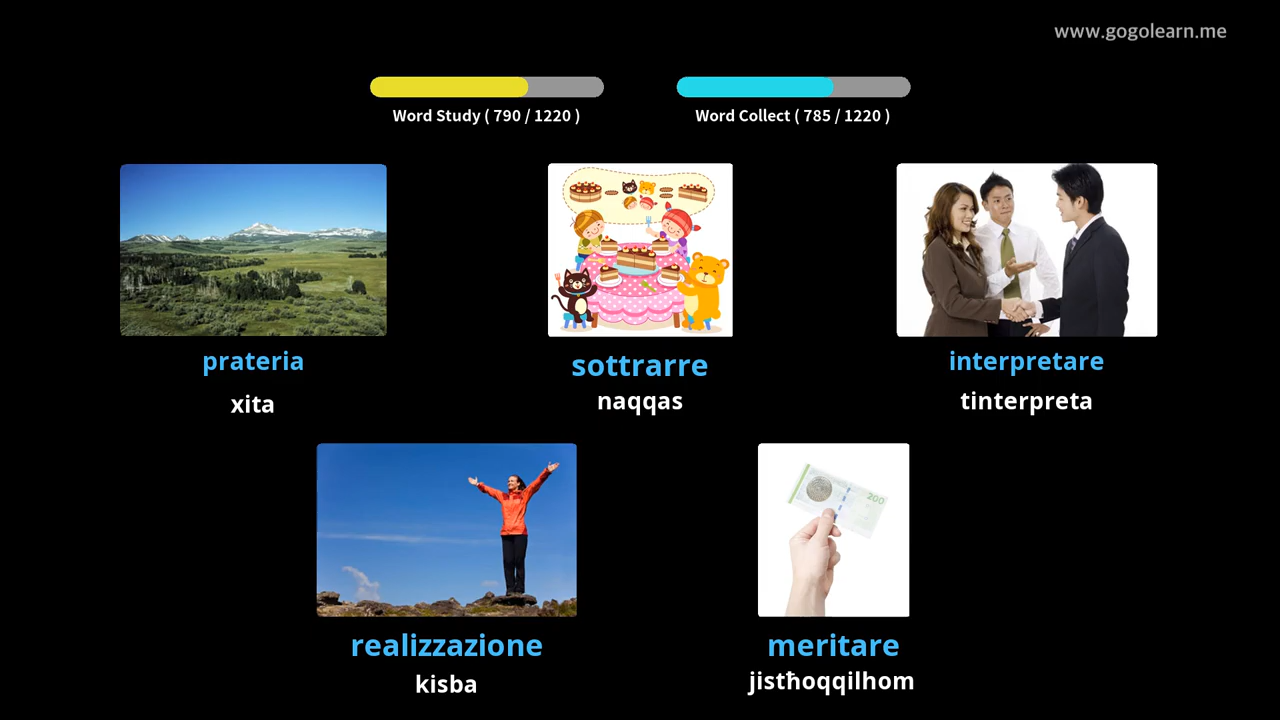 www.gogolearn.me
Word Study ( 790 / 1220 )
Word Collect ( 785 / 1220 )
prateria
xita
sottrarre
naqqas
interpretare
tinterpreta
200
realizzazione
kisba
meritare
jistħoqqilhom